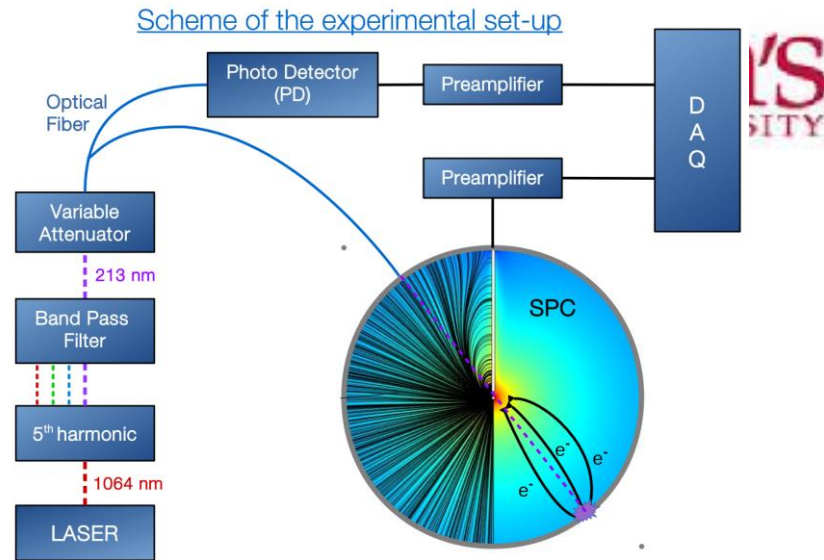 Scheme of the experimental set-up
Photo Detector
(PD)
Preamplifier
D
A
Q
'S
SITY
Optical
Fiber
Preamplifier
Variable
Attenuator
213 nm
SPC
Band Pass
Filter
5th harmonic
e-
e-
e-
1064 nm
LASER